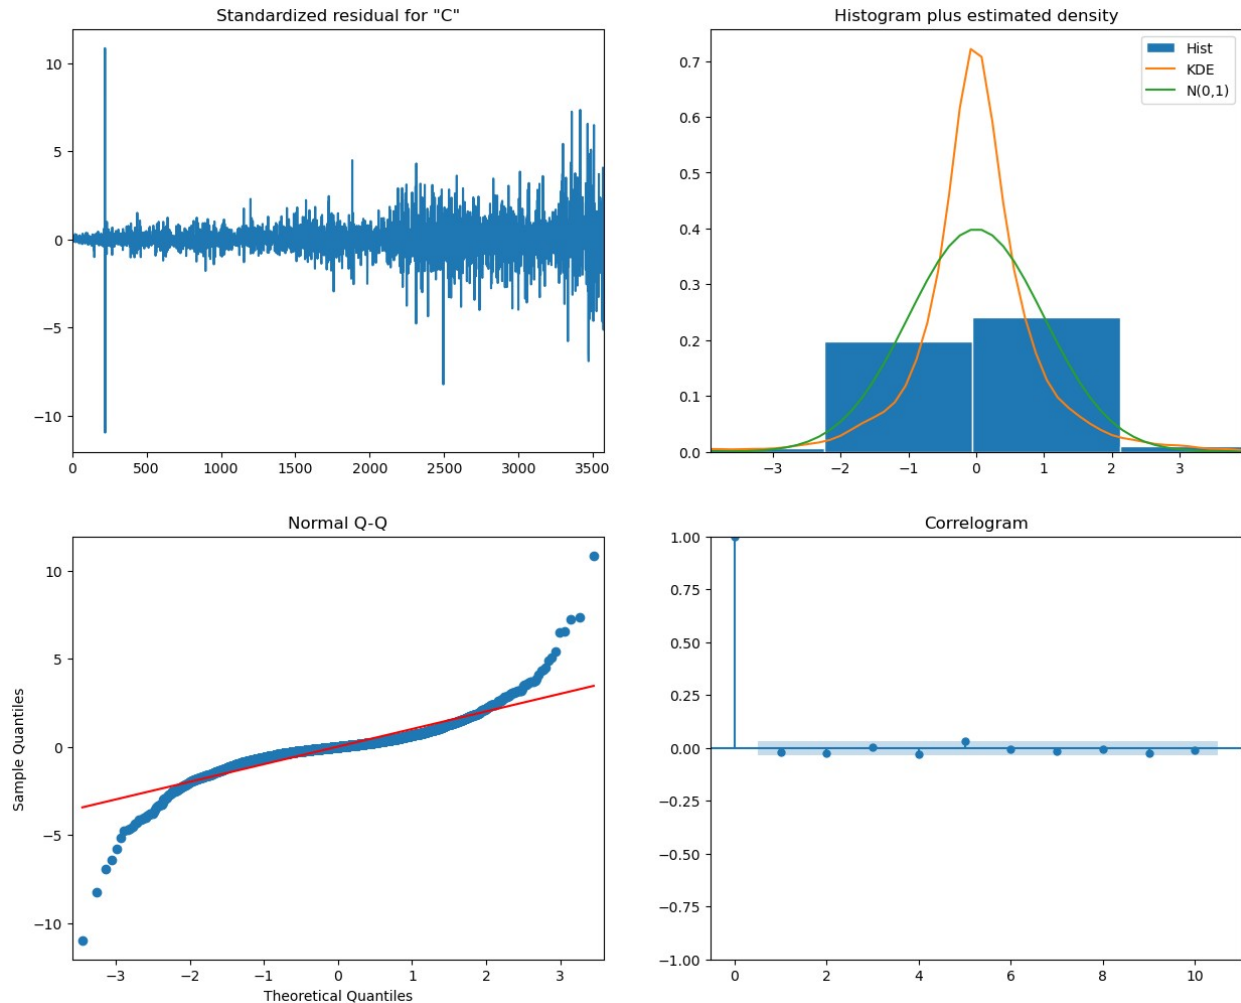 Standardized residual for "C"
10
5
0
−5
−10
0 500 1000 1500 2000 2500 3000 3500
Histogram plus estimated density
Hist
KDE
N(0,1)
0.7
0.6
0.5
0.4
0.3
0.2
0.1
0.0
−3 −2 −1 0 1 2 3
Normal Q-Q
Sample Quantiles
10
5
0
−5
−10
−3 −2 −1 0 1 2 3
Theoretical Quantiles
Correlogram
1.00
0.75
0.50
0.25
0.00
−0.25
−0.50
−0.75
−1.00
0 2 4 6 8 10